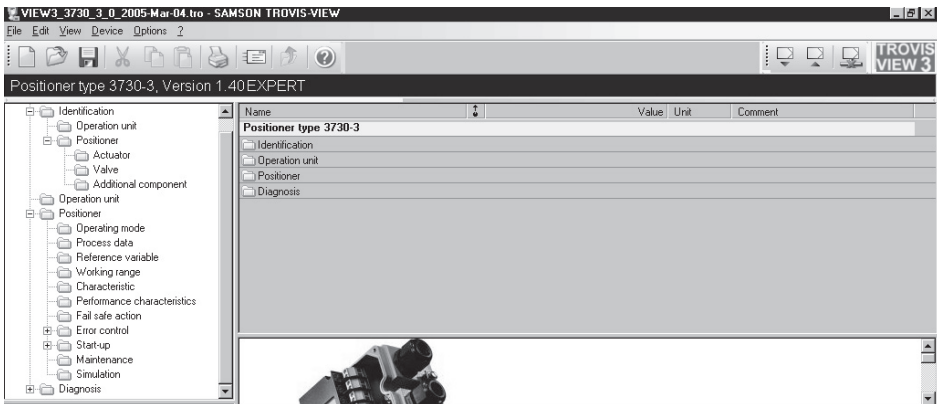 VIEW3_3730_3_0_2005-Mar-04.tro - SAMSON TROVIS-VIEW
File Edit View Device Options ?
TROVIS
VIEW 3
Positioner type 3730-3, Version 1.40 EXPERT
Identification
Operation unit
Positioner
Actuator
Valve
Additional component
Operation unit
Positioner
Operating mode
Process data
Reference variable
Working range
Characteristic
Performance characteristics
Fail safe action
Error control
Start-up
Maintenance
Simulation
Diagnosis
Name Value Unit Comment
Positioner type 3730-3
Identification
Operation unit
Positioner
Diagnosis